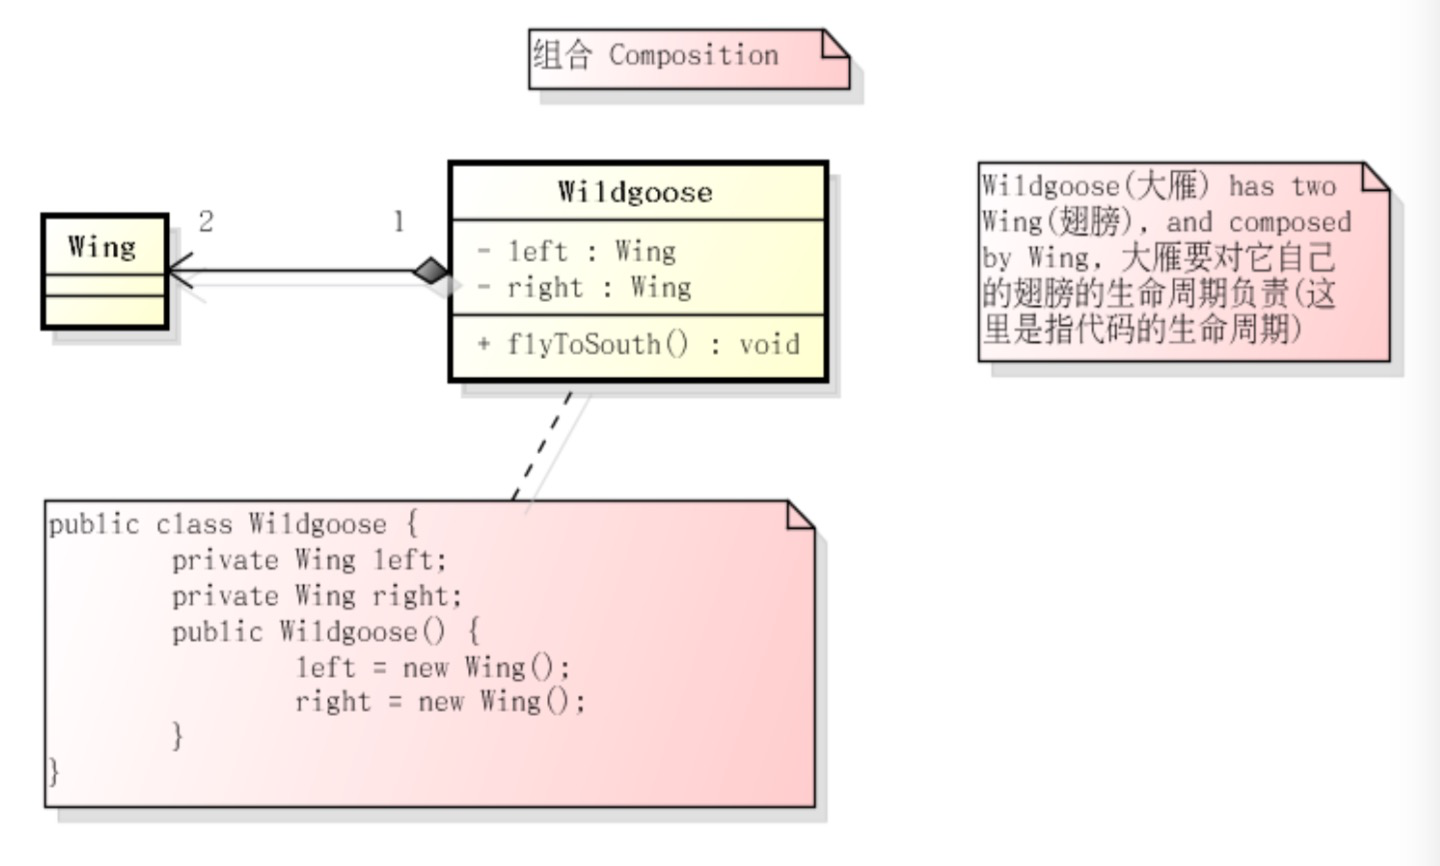 组合 Composition
Wildgoose
- left : Wing
- right : Wing
+ flyToSouth() : void
Wing
2
1
Wildgoose(大雁) has two
Wing(翅膀), and composed
by Wing, 大雁要对它自己
的翅膀的生命周期负责(这
里是指代码的生命周期)
public class Wildgoose {
private Wing left;
private Wing right;
public Wildgoose() {
left = new Wing();
right = new Wing();
}
}